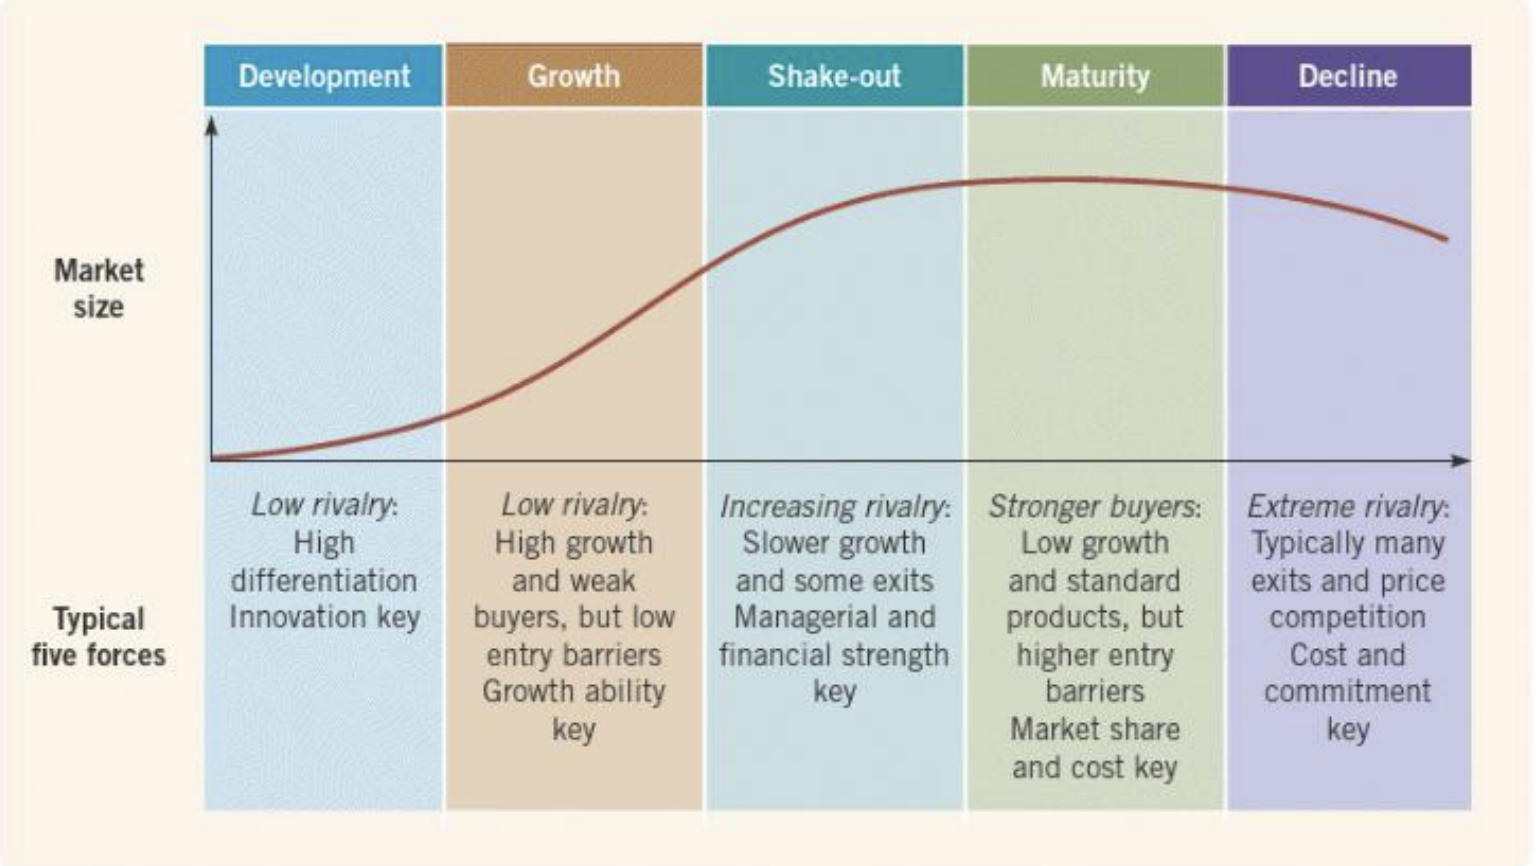 Development
Growth
Shake-out
Maturity
Decline
Market
size
Typical
five forces
Low rivalry:
High
differentiation
Innovation key
Low rivalry:
High growth
and weak
buyers, but low
entry barriers
Growth ability
key
Increasing rivalry:
Slower growth
and some exits
Managerial and
financial strength
key
Stronger buyers:
Low growth
and standard
products, but
higher entry
barriers
Market share
and cost key
Extreme rivalry:
Typically many
exits and price
competition
Cost and
commitment
key